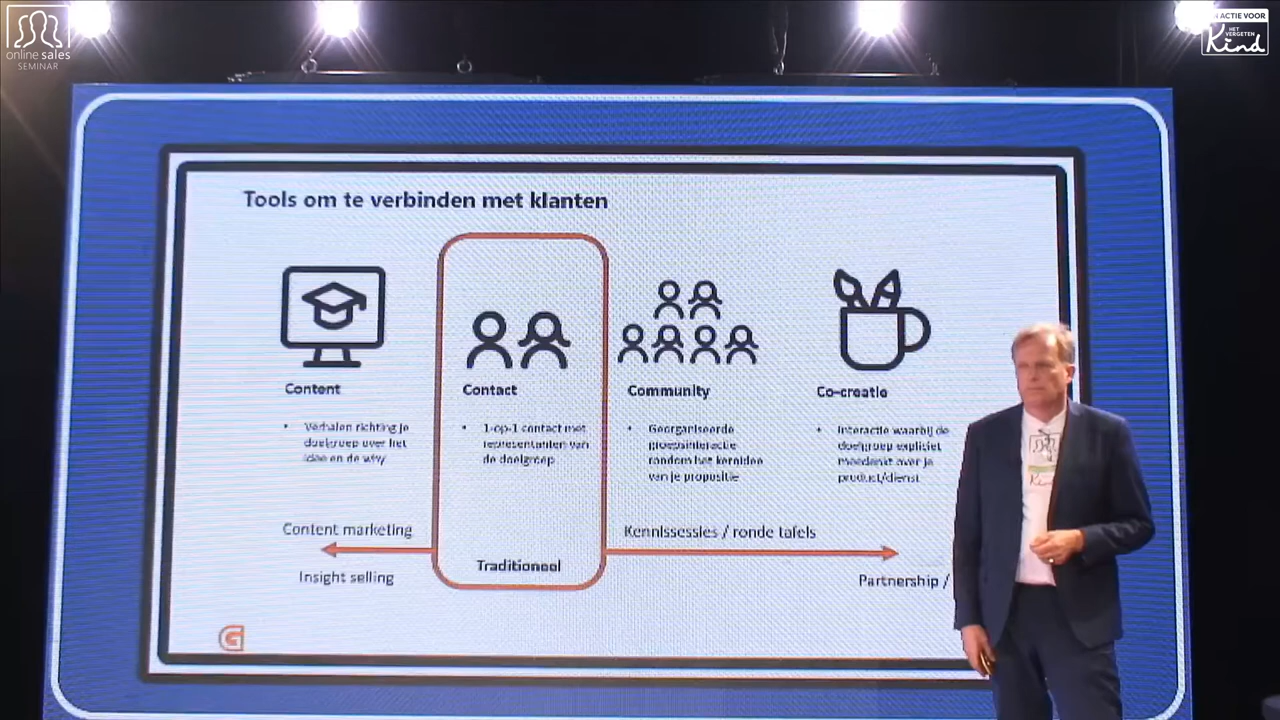 online sales
SEMINAR
N ACTIE VOOR
HET
VERGETEN
Kind
Tools om te verbinden met klanten
Content
• Verhalen richting je
doelgroep over het
idee en de why
Contact
• 1-op-1 contact met
representanten van
de doelgroep
Community
• Georganiseerde
groepsinteractie
rondom het kernidee
van je propositie
Co-creatie
• Interactie waarbij de
doelgroep expliciet
meedenkt over je
product/dienst
Content marketing
Insight selling
Traditioneel
Kennissessies / ronde tafels
Partnership /
G
Kind